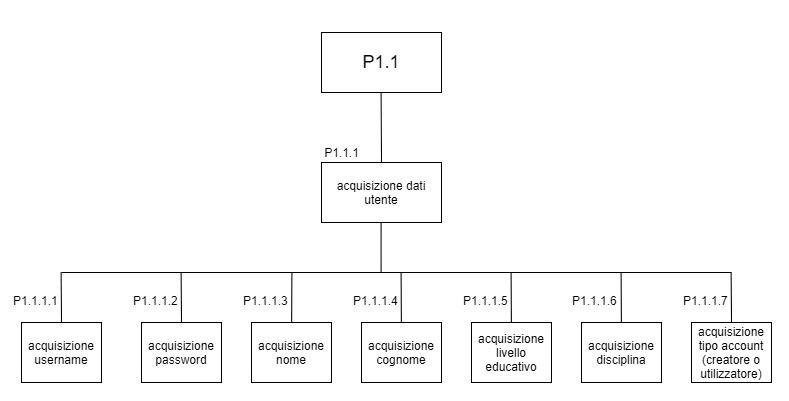 P1.1
P1.1.1
acquisizione dati
utente
P1.1.1.1
P1.1.1.2
P1.1.1.3
P1.1.1.4
P1.1.1.5
P1.1.1.6
P1.1.1.7
acquisizione
username
acquisizione
password
acquisizione
nome
acquisizione
cognome
acquisizione
livello
educativo
acquisizione
disciplina
acquisizione
tipo account
(creatore o
utilizzatore)